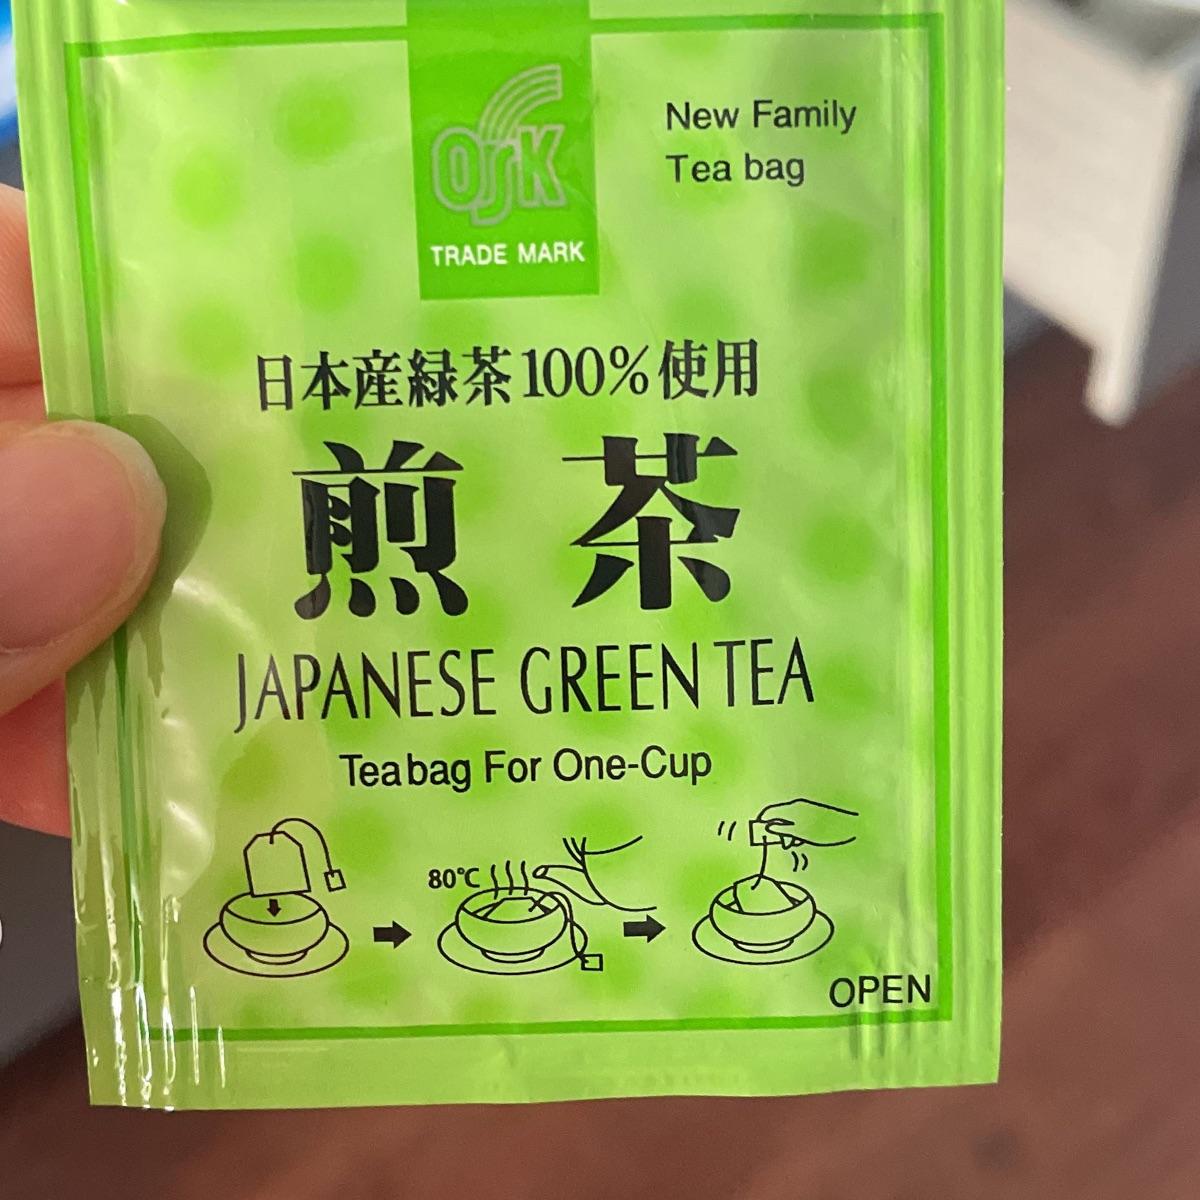 OSK
TRADE MARK
New Family
Tea bag
日本産緑茶100%使用
煎茶
JAPANESE GREEN TEA
Teabag For One-Cup
80℃
OPEN